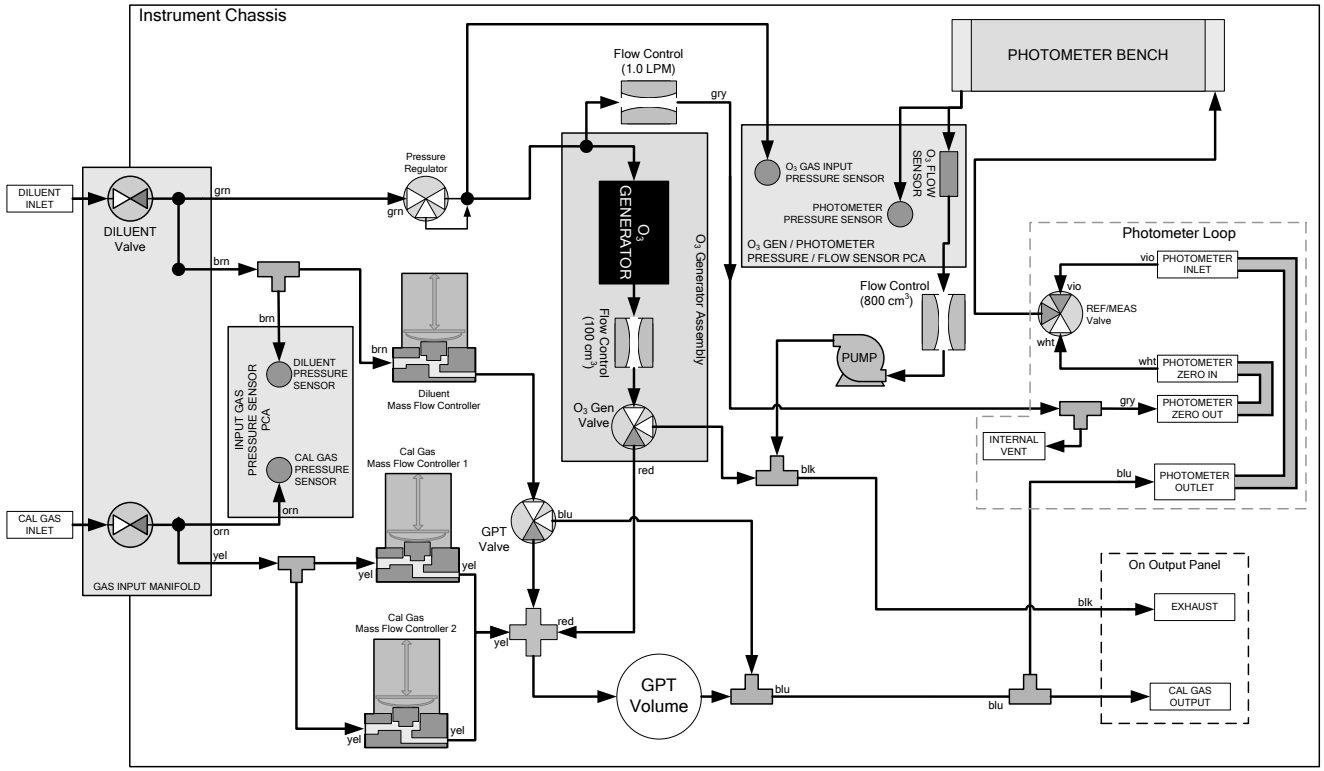 Instrument Chassis
Flow Control
(1.0 LPM)
gry
PHOTOMETER BENCH
DILUENT
INLET
DILUENT
Valve
grn
Pressure
Regulator
grn
O₃
GENERATOR
O₃ Generator Assembly
O₃ GAS INPUT
PRESSURE SENSOR
O₃ FLOW
SENSOR
PHOTOMETER
PRESSURE SENSOR
O₃ GEN / PHOTOMETER
PRESSURE / FLOW SENSOR PCA
Photometer Loop
vio
PHOTOMETER
INLET
vio
REF/MEAS
Valve
wht
wht
PHOTOMETER
ZERO IN
gry
PHOTOMETER
ZERO OUT
INTERNAL
VENT
blu
PHOTOMETER
OUTLET
Flow Control
(800 cm³)
PUMP
brn
brn
brn
Diluent
Mass Flow Controller
DILUENT
PRESSURE
SENSOR
INPUT GAS
PRESSURE SENSOR
PCA
CAL GAS
PRESSURE
SENSOR
Flow Control
(100 cm³)
O₃ Gen
Valve
red
blk
Cal Gas
Mass Flow Controller 1
CAL GAS
INLET
orn
orn
yel
GAS INPUT MANIFOLD
yel
yel
GPT
Valve
blu
Cal Gas
Mass Flow Controller 2
yel
yel
yel
red
GPT
Volume
blu
blu
On Output Panel
blk
EXHAUST
CAL GAS
OUTPUT